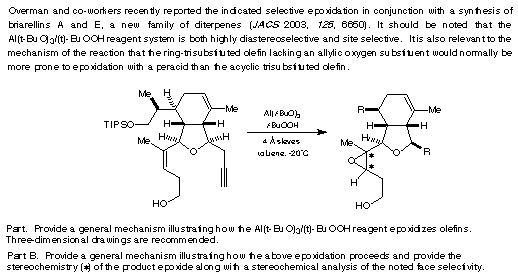 Overman and co-workers recently reported the indicated selective epoxidation in conjunction with a synthesis of
briarellins A and E, a new family of diterpenes (JACS 2003, 125, 6650). It should be noted that the
Al(t-BuO)3/(t)-BuOOH reagent system is both highly diastereoselective and site selective. It is also relevant to the
mechanism of the reaction that the ring-trisubstituted olefin lacking an allylic oxygen substituent would normally be
more prone to epoxidation with a peracid than the acyclic trisubstituted olefin.
Me
H
Me
TIPSO
H
H
H
H
Me
O
HO
Al(t-BuO)3
t-BuOOH
4 Å sieves
toluene, -20°C
R
Me
H
H
H
Me
O
R
O
*
*
H
HO
Part. Provide a general mechanism illustrating how the Al(t-BuO)3/(t)-BuOOH reagent epoxidizes olefins.
Three-dimensional drawings are recommended.
Part B. Provide a general mechanism illustrating how the above epoxidation proceeds and provide the
stereochemistry (*) of the product epoxide along with a stereochemical analysis of the noted face selectivity.